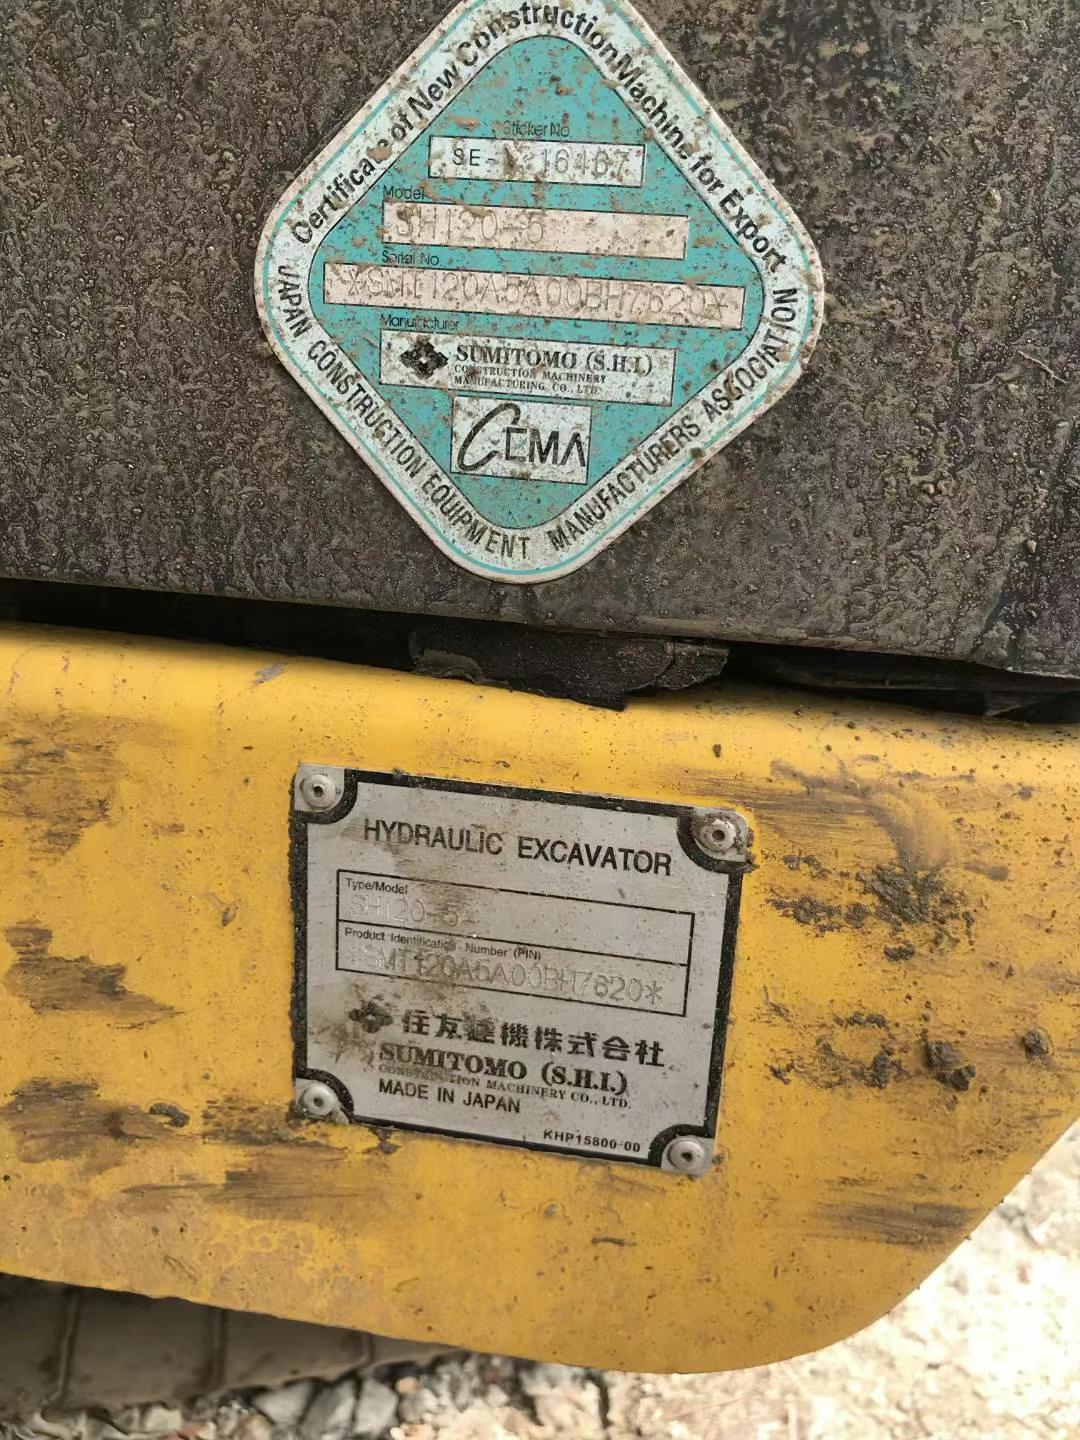 Certificate of New Construction Machine for Export
Sticker No.
Model
SH120-5
Serial No.
*SMT120A5A00BH7620*
Manufacturer
SUMITOMO (S.H.I.)
CONSTRUCTION MACHINERY
MANUFACTURING CO., LTD.
CEMA
JAPAN CONSTRUCTION EQUIPMENT MANUFACTURERS ASSOCIATION
HYDRAULIC EXCAVATOR
Type/Model
SH120-5
Product Identification Number (PIN)
*SMT120A5A00BH7620*
住友建機株式会社
SUMITOMO (S.H.I.)
CONSTRUCTION MACHINERY CO., LTD.
MADE IN JAPAN
KHP15800-00